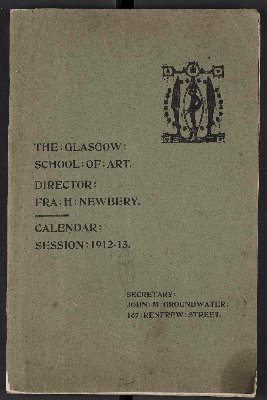 THE:GLASGOW:
SCHOOL:OF:ART.
DIRECTOR:
FRA:H:NEWBERY.
CALENDAR:
SESSION:1912-13.
SECRETARY:
JOHN:M:GROUNDWATER:
167:RENFREW:STREET.